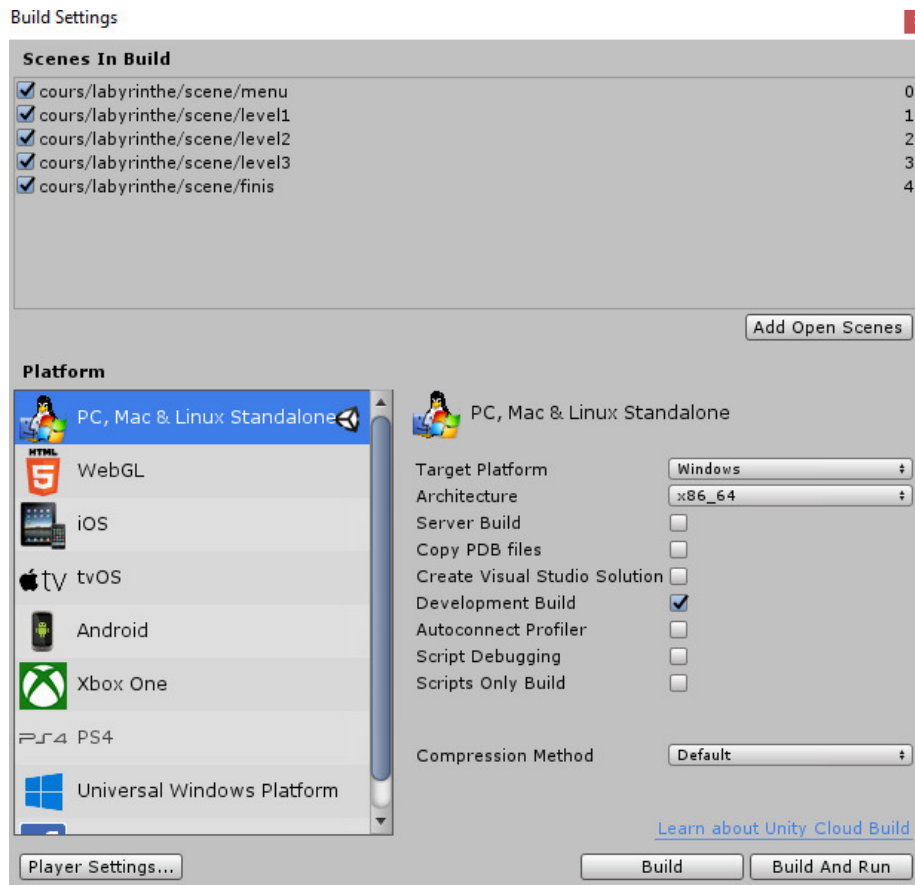 Build Settings
Scenes In Build
cours/labyrinthe/scene/menu 0
cours/labyrinthe/scene/level1 1
cours/labyrinthe/scene/level2 2
cours/labyrinthe/scene/level3 3
cours/labyrinthe/scene/finis 4
Add Open Scenes
Platform
PC, Mac & Linux Standalone
HTML
5
WebGL
iOS
tv tvOS
Android
Xbox One
PS4 PS4
Universal Windows Platform
PC, Mac & Linux Standalone
Target Platform Windows
Architecture x86_64
Server Build
Copy PDB files
Create Visual Studio Solution
Development Build
Autoconnect Profiler
Script Debugging
Scripts Only Build
Compression Method Default
Learn about Unity Cloud Build
Player Settings...
Build
Build And Run